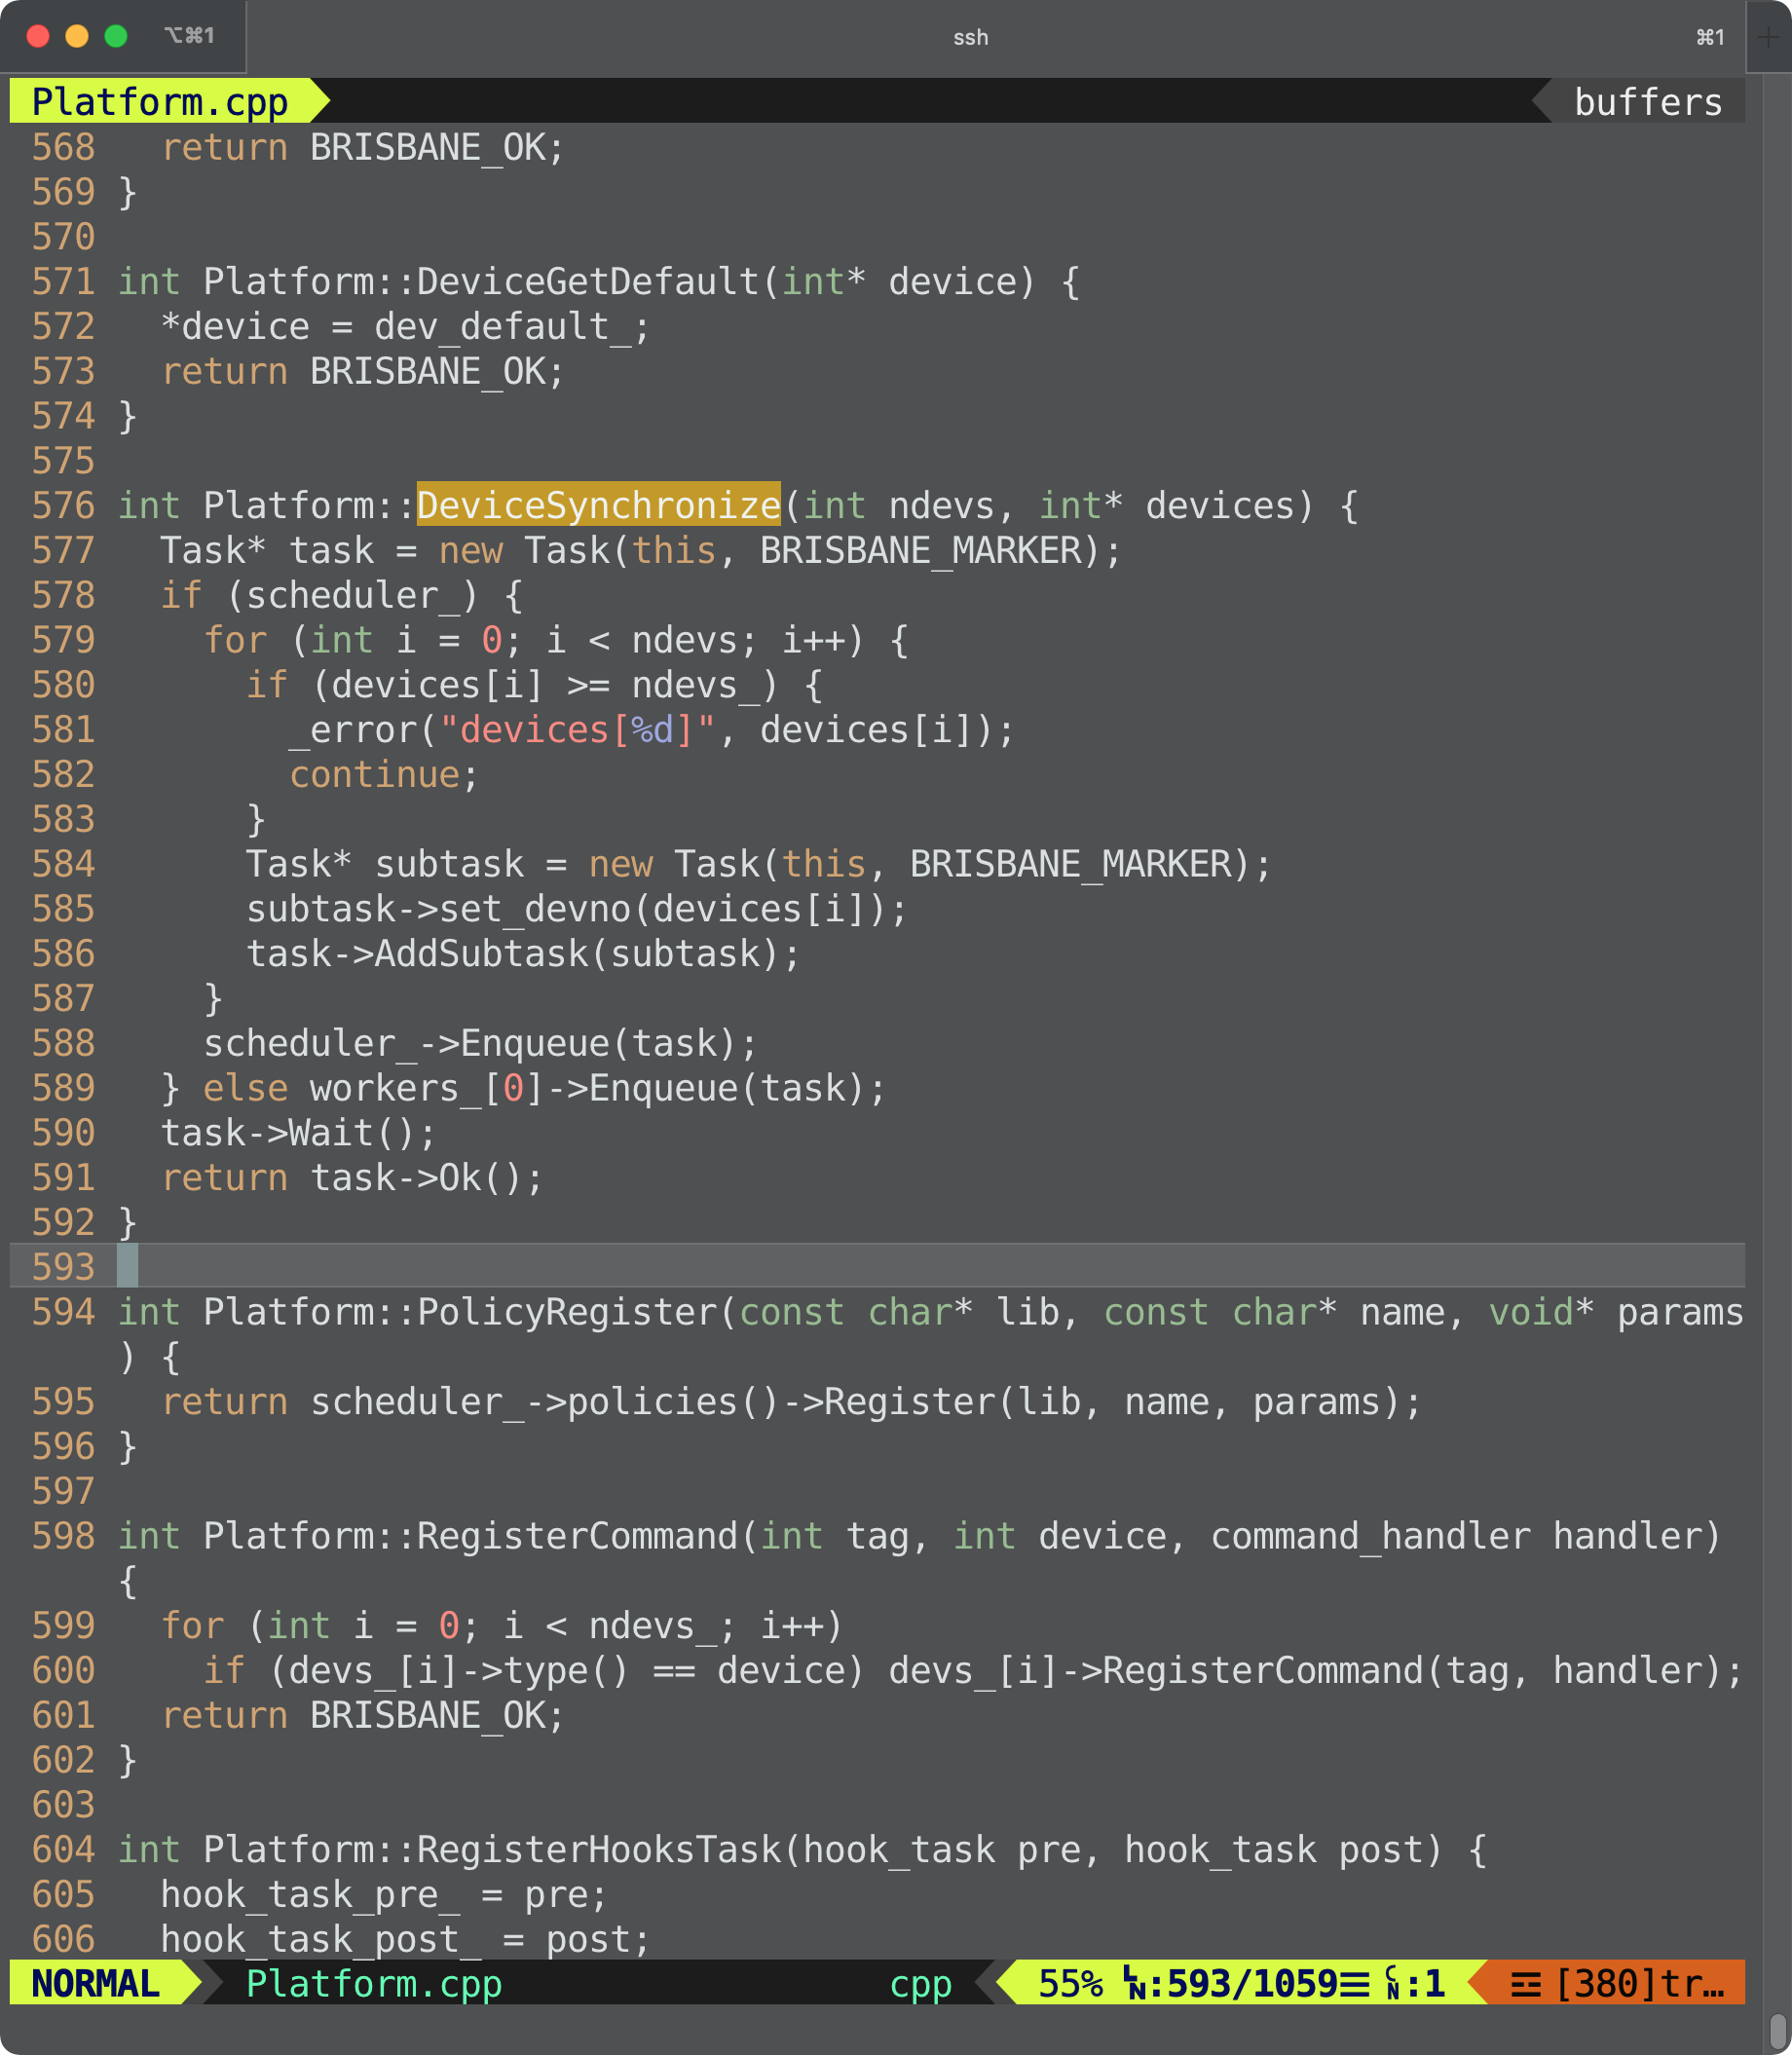 ⌥⌘1 ssh ⌘1 +
Platform.cpp buffers
568   return BRISBANE_OK;
569 }
570
571 int Platform::DeviceGetDefault(int* device) {
572   *device = dev_default_;
573   return BRISBANE_OK;
574 }
575
576 int Platform::DeviceSynchronize(int ndevs, int* devices) {
577   Task* task = new Task(this, BRISBANE_MARKER);
578   if (scheduler_) {
579     for (int i = 0; i < ndevs; i++) {
580       if (devices[i] >= ndevs_) {
581         _error("devices[%d]", devices[i]);
582         continue;
583       }
584       Task* subtask = new Task(this, BRISBANE_MARKER);
585       subtask->set_devno(devices[i]);
586       task->AddSubtask(subtask);
587     }
588     scheduler_->Enqueue(task);
589   } else workers_[0]->Enqueue(task);
590   task->Wait();
591   return task->Ok();
592 }
593
594 int Platform::PolicyRegister(const char* lib, const char* name, void* params
) {
595   return scheduler_->policies()->Register(lib, name, params);
596 }
597
598 int Platform::RegisterCommand(int tag, int device, command_handler handler)
{
599   for (int i = 0; i < ndevs_; i++)
600     if (devs_[i]->type() == device) devs_[i]->RegisterCommand(tag, handler);
601   return BRISBANE_OK;
602 }
603
604 int Platform::RegisterHooksTask(hook_task pre, hook_task post) {
605   hook_task_pre_ = pre;
606   hook_task_post_ = post;
NORMAL Platform.cpp cpp 55% LN:593/1059☰ CN:1 ☲ [380]tr…